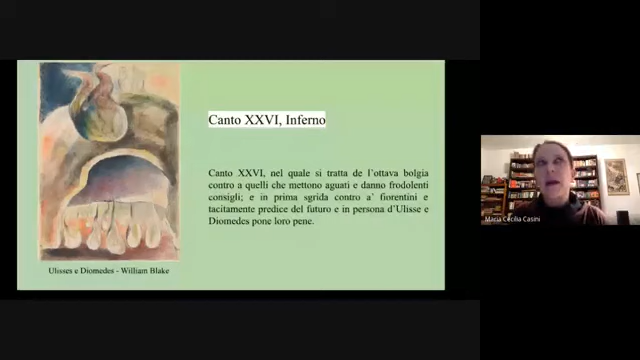 Canto XXVI, Inferno
Canto XXVI, nel quale si tratta de l’ottava bolgia
contro a quelli che mettono aguati e danno frodolenti
consigli; e in prima sgrida contro a’ fiorentini e
tacitamente predice del futuro e in persona d’Ulisse e
Diomedes pone loro pene.
Ulisses e Diomedes - William Blake
Maria Cecilia Casini